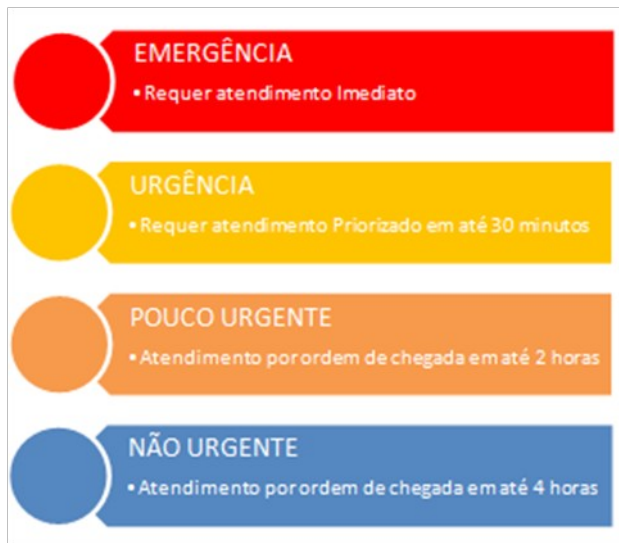 EMERGÊNCIA
• Requer atendimento Imediato
URGÊNCIA
• Requer atendimento Priorizado em até 30 minutos
POUCO URGENTE
• Atendimento por ordem de chegada em até 2 horas
NÃO URGENTE
• Atendimento por ordem de chegada em até 4 horas